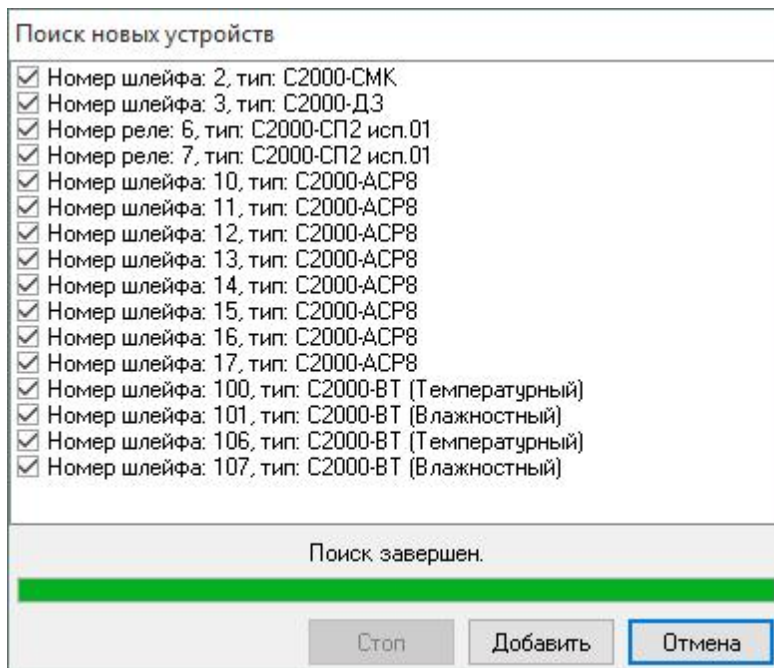 Поиск новых устройств
Номер шлейфа: 2, тип: С2000-СМК
Номер шлейфа: 3, тип: С2000-ДЗ
Номер реле: 6, тип: С2000-СП2 исп.01
Номер реле: 7, тип: С2000-СП2 исп.01
Номер шлейфа: 10, тип: С2000-АСР8
Номер шлейфа: 11, тип: С2000-АСР8
Номер шлейфа: 12, тип: С2000-АСР8
Номер шлейфа: 13, тип: С2000-АСР8
Номер шлейфа: 14, тип: С2000-АСР8
Номер шлейфа: 15, тип: С2000-АСР8
Номер шлейфа: 16, тип: С2000-АСР8
Номер шлейфа: 17, тип: С2000-АСР8
Номер шлейфа: 100, тип: С2000-ВТ (Температурный)
Номер шлейфа: 101, тип: С2000-ВТ (Влажностный)
Номер шлейфа: 106, тип: С2000-ВТ (Температурный)
Номер шлейфа: 107, тип: С2000-ВТ (Влажностный)
Поиск завершен.
Стоп Добавить Отмена